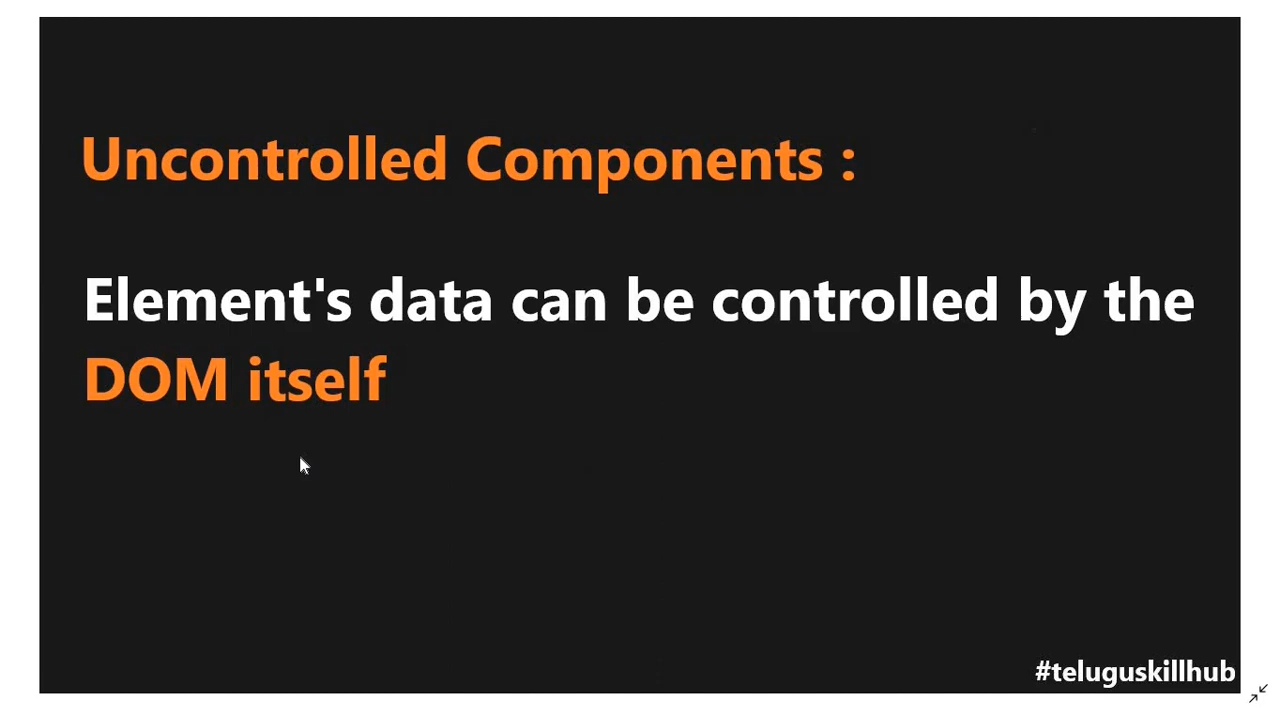 Uncontrolled Components :
Element's data can be controlled by the
DOM itself
#teluguskillhub